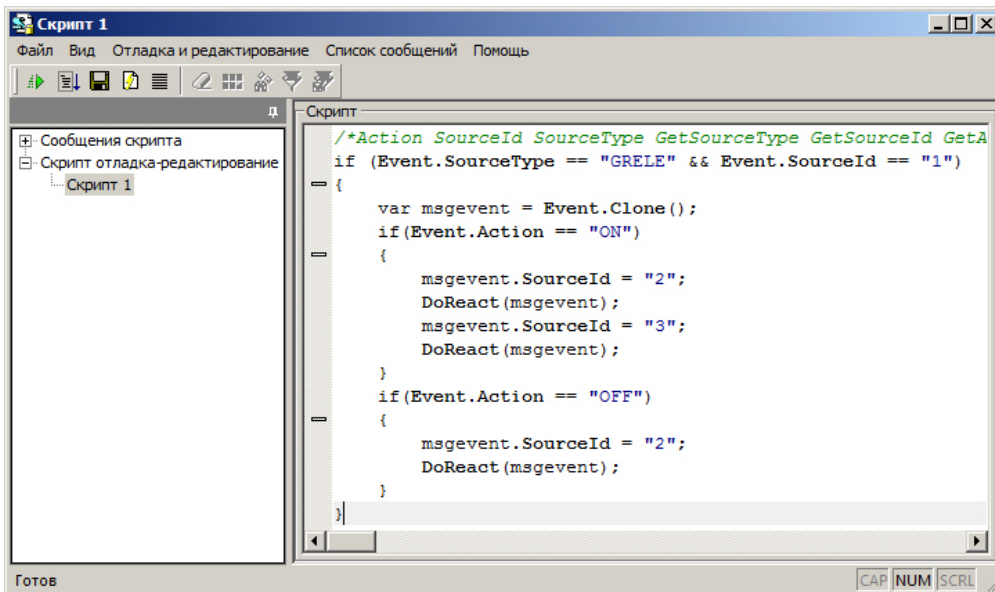 Скрипт 1
Файл Вид Отладка и редактирование Список сообщений Помощь
Сообщения скрипта
Скрипт отладка-редактирование
Скрипт 1
Скрипт
/*Action SourceId SourceType GetSourceType GetSourceId GetA
if (Event.SourceType == "GRELE" && Event.SourceId == "1")
{
var msgevent = Event.Clone();
if(Event.Action == "ON")
{
msgevent.SourceId = "2";
DoReact(msgevent);
msgevent.SourceId = "3";
DoReact(msgevent);
}
if(Event.Action == "OFF")
{
msgevent.SourceId = "2";
DoReact(msgevent);
}
}
Готов
CAP NUM SCRL